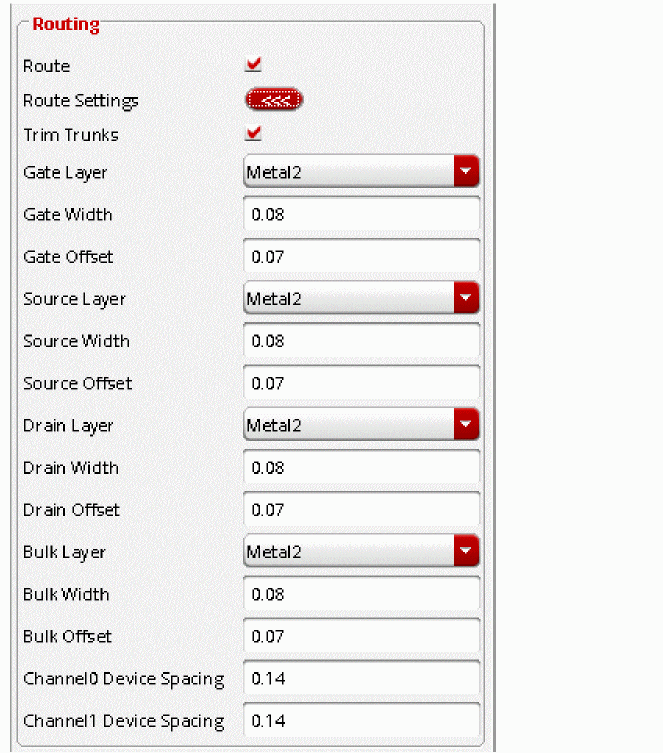 Routing
Route
Route Settings <<<
Trim Trunks
Gate Layer Metal2
Gate Width 0.08
Gate Offset 0.07
Source Layer Metal2
Source Width 0.08
Source Offset 0.07
Drain Layer Metal2
Drain Width 0.08
Drain Offset 0.07
Bulk Layer Metal2
Bulk Width 0.08
Bulk Offset 0.07
Channel0 Device Spacing 0.14
Channel1 Device Spacing 0.14